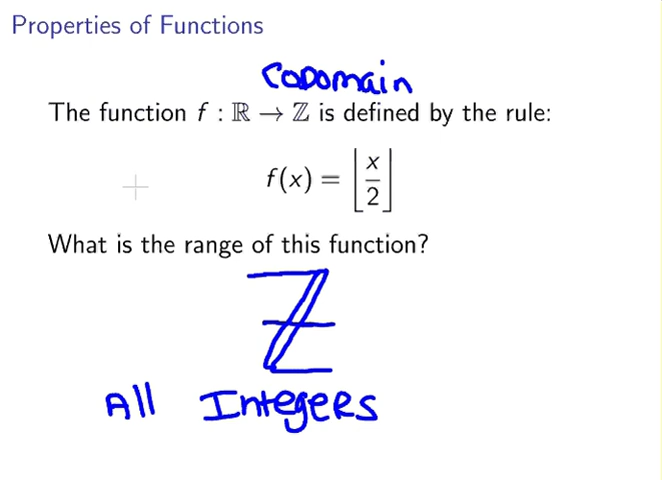 Properties of Functions
CODOmain
The function f : ℝ → ℤ is defined by the rule:
f(x) = ⌊x/2⌋
What is the range of this function?
ℤ
All IntegeRs